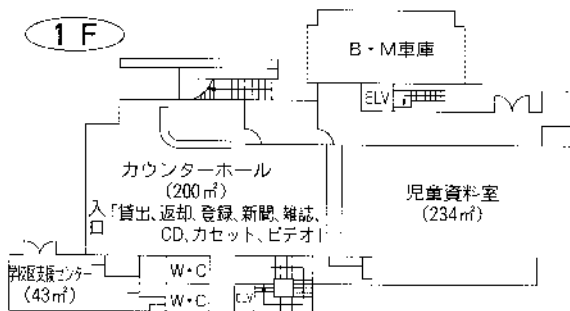 1F
B・M車庫
ELV
カウンターホール
(200㎡)
入口
「貸出、返却、登録、新聞、雑誌、
CD、カセット、ビデオ」
児童資料室
(234㎡)
学校図支援センター
(43㎡)
W・C
W・C
ELV